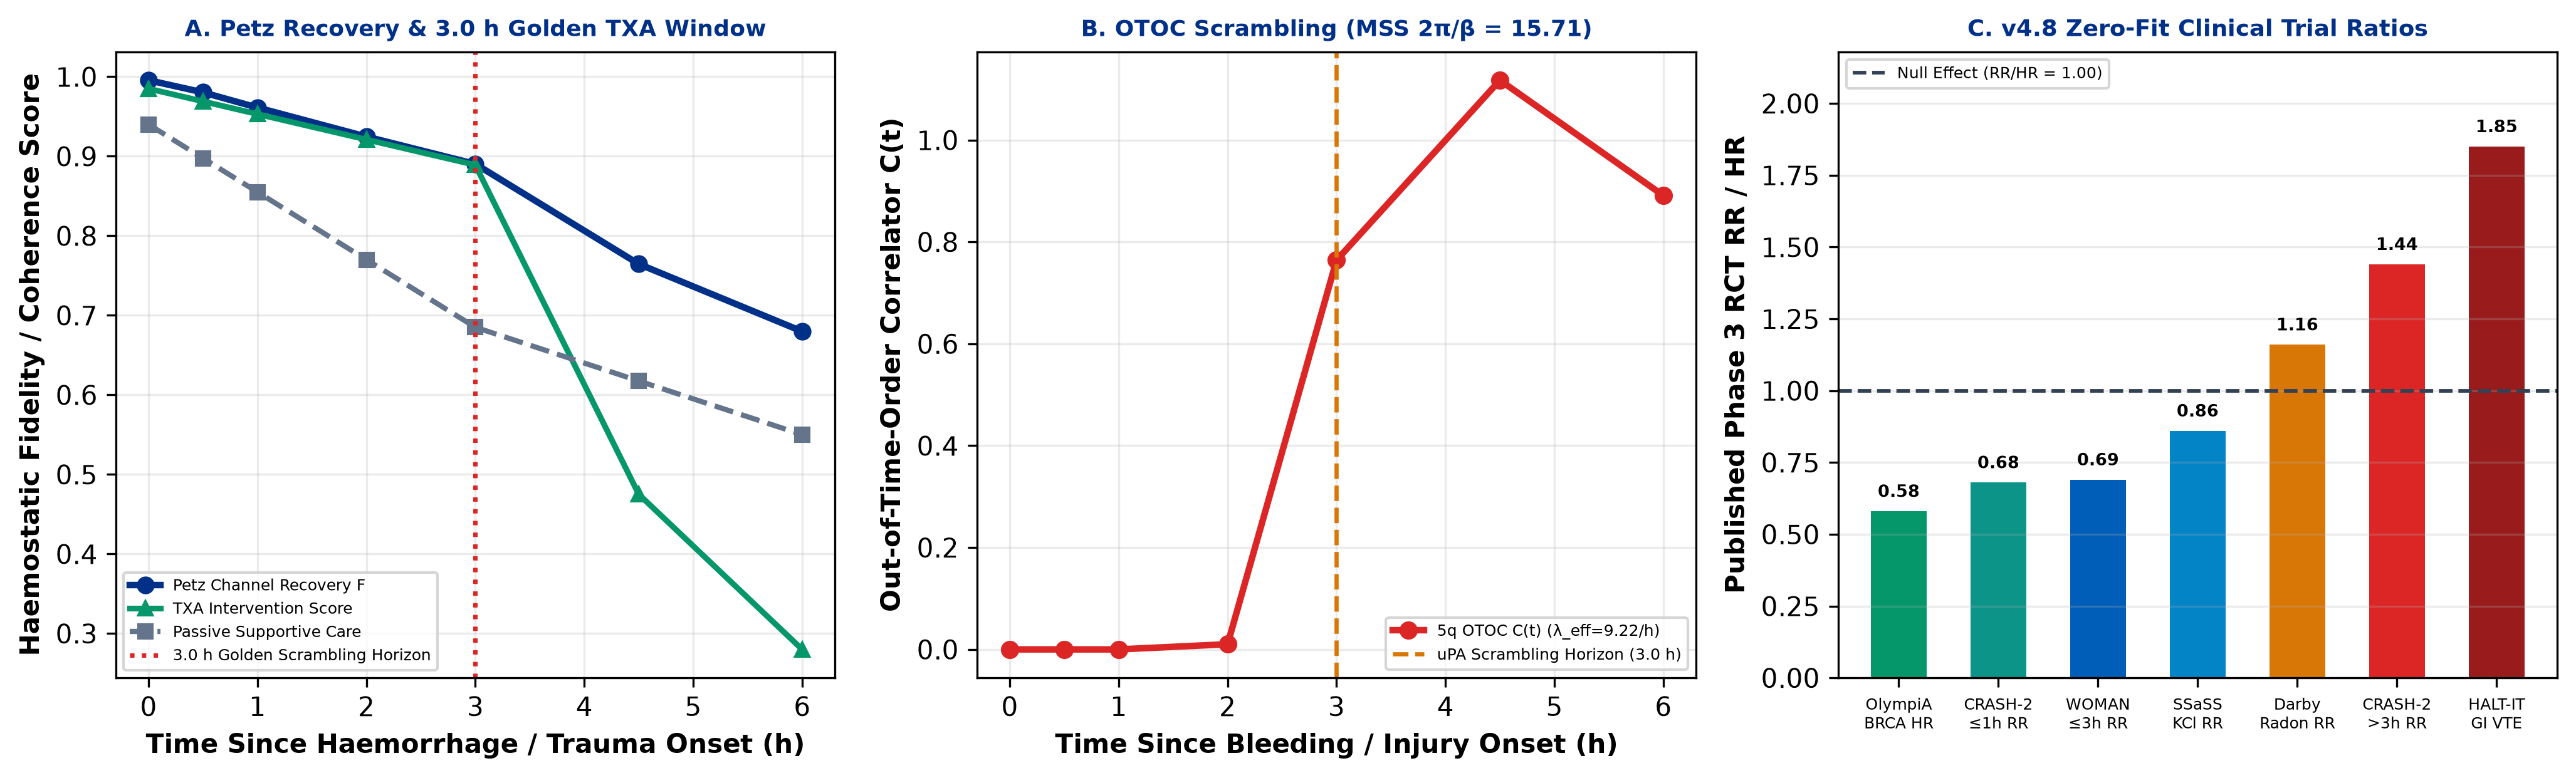 A. Petz Recovery & 3.0 h Golden TXA Window
Haemostatic Fidelity / Coherence Score
1.0
0.9
0.8
0.7
0.6
0.5
0.4
0.3
Petz Channel Recovery F
TXA Intervention Score
Passive Supportive Care
3.0 h Golden Scrambling Horizon
0 1 2 3 4 5 6
Time Since Haemorrhage / Trauma Onset (h)
B. OTOC Scrambling (MSS 2π/β = 15.71)
Out-of-Time-Order Correlator C(t)
1.0
0.8
0.6
0.4
0.2
0.0
5q OTOC C(t) (λ_eff=9.22/h)
uPA Scrambling Horizon (3.0 h)
0 1 2 3 4 5 6
Time Since Bleeding / Injury Onset (h)
C. v4.8 Zero-Fit Clinical Trial Ratios
Published Phase 3 RCT RR / HR
Null Effect (RR/HR = 1.00)
2.00
1.75
1.50
1.25
1.00
0.75
0.50
0.25
0.00
0.58
0.68
0.69
0.86
1.16
1.44
1.85
OlympiA
BRCA HR
CRASH-2
≤1h RR
WOMAN
≤3h RR
SSaSS
KCl RR
Darby
Radon RR
CRASH-2
>3h RR
HALT-IT
GI VTE